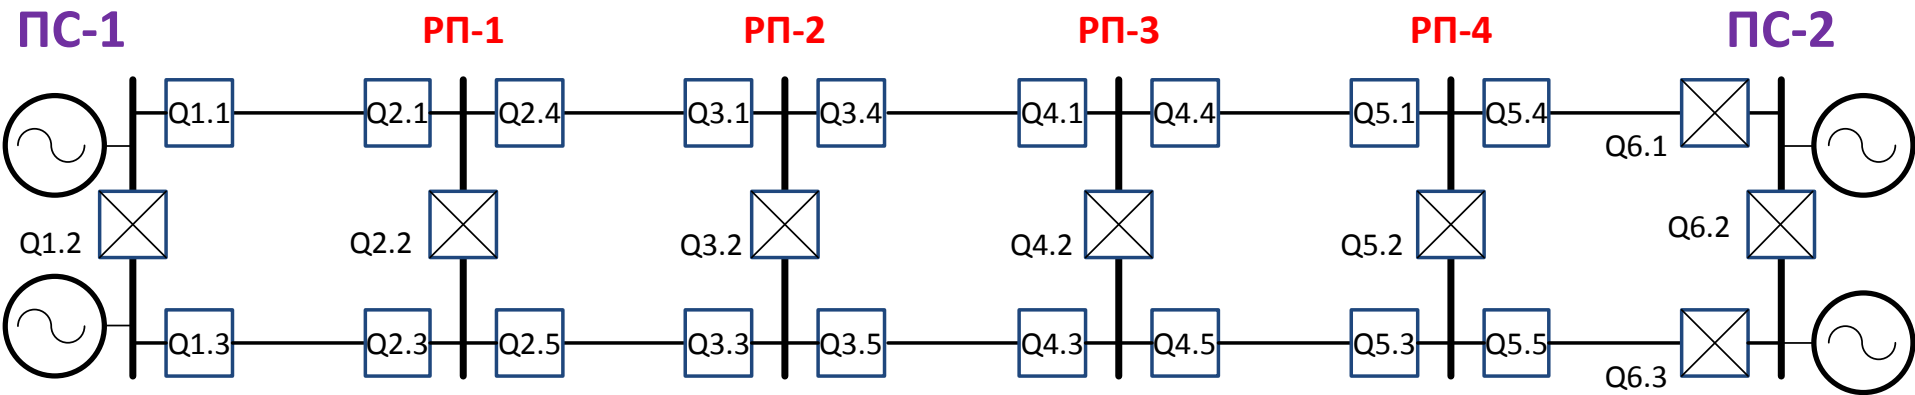 ПС-1 РП-1 РП-2 РП-3 РП-4 ПС-2
Q1.1 Q2.1 Q2.4 Q3.1 Q3.4 Q4.1 Q4.4 Q5.1 Q5.4
Q6.1
Q1.2 Q2.2 Q3.2 Q4.2 Q5.2 Q6.2
Q1.3 Q2.3 Q2.5 Q3.3 Q3.5 Q4.3 Q4.5 Q5.3 Q5.5
Q6.3